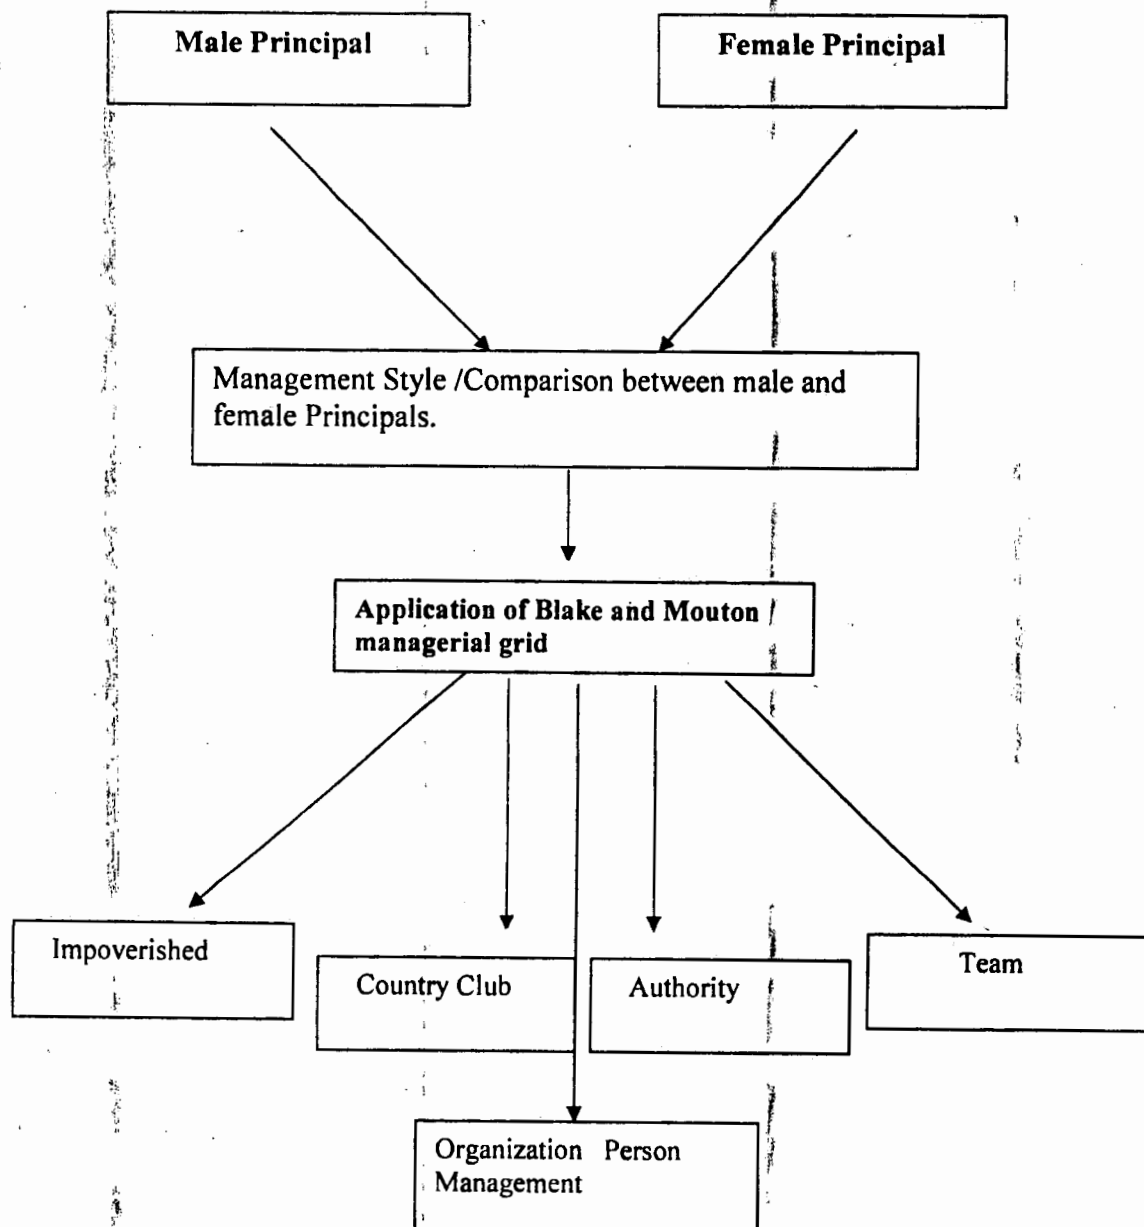 Male Principal
Female Principal
Management Style /Comparison between male and
female Principals.
Application of Blake and Mouton
managerial grid
Impoverished
Country Club
Authority
Team
Organization Person
Management